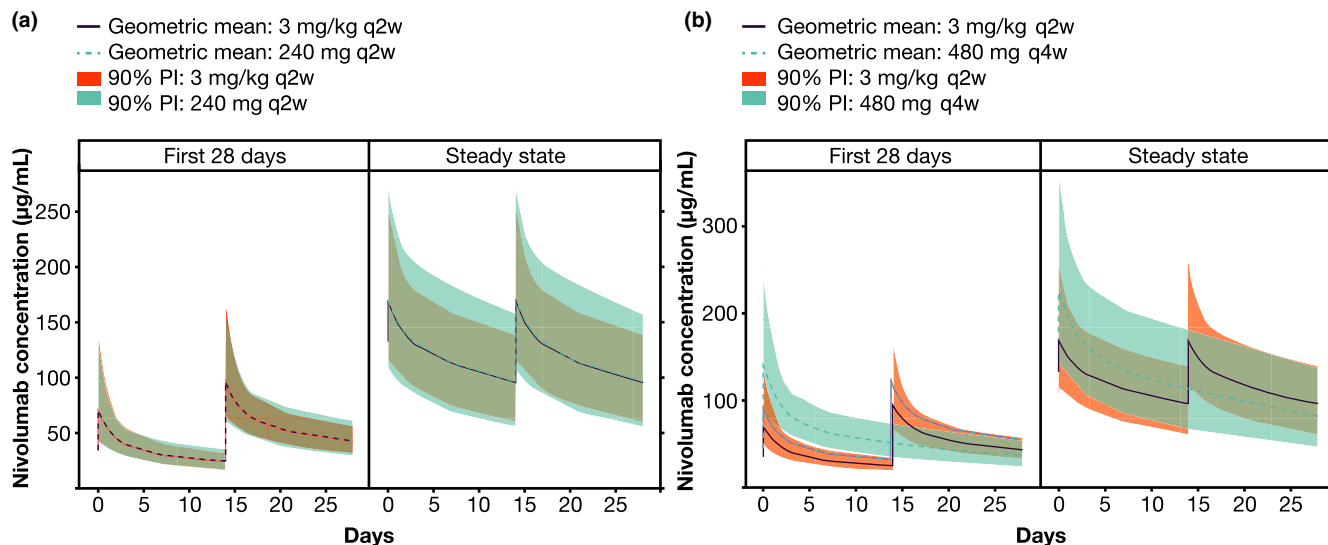 (a)
Geometric mean: 3 mg/kg q2w
Geometric mean: 240 mg q2w
90% PI: 3 mg/kg q2w
90% PI: 240 mg q2w
First 28 days
Steady state
Nivolumab concentration (µg/mL)
250
200
150
100
50
0 5 10 15 20 25 0 5 10 15 20 25
Days
(b)
Geometric mean: 3 mg/kg q2w
Geometric mean: 480 mg q4w
90% PI: 3 mg/kg q2w
90% PI: 480 mg q4w
First 28 days
Steady state
Nivolumab concentration (µg/mL)
300
200
100
0 5 10 15 20 25 0 5 10 15 20 25
Days